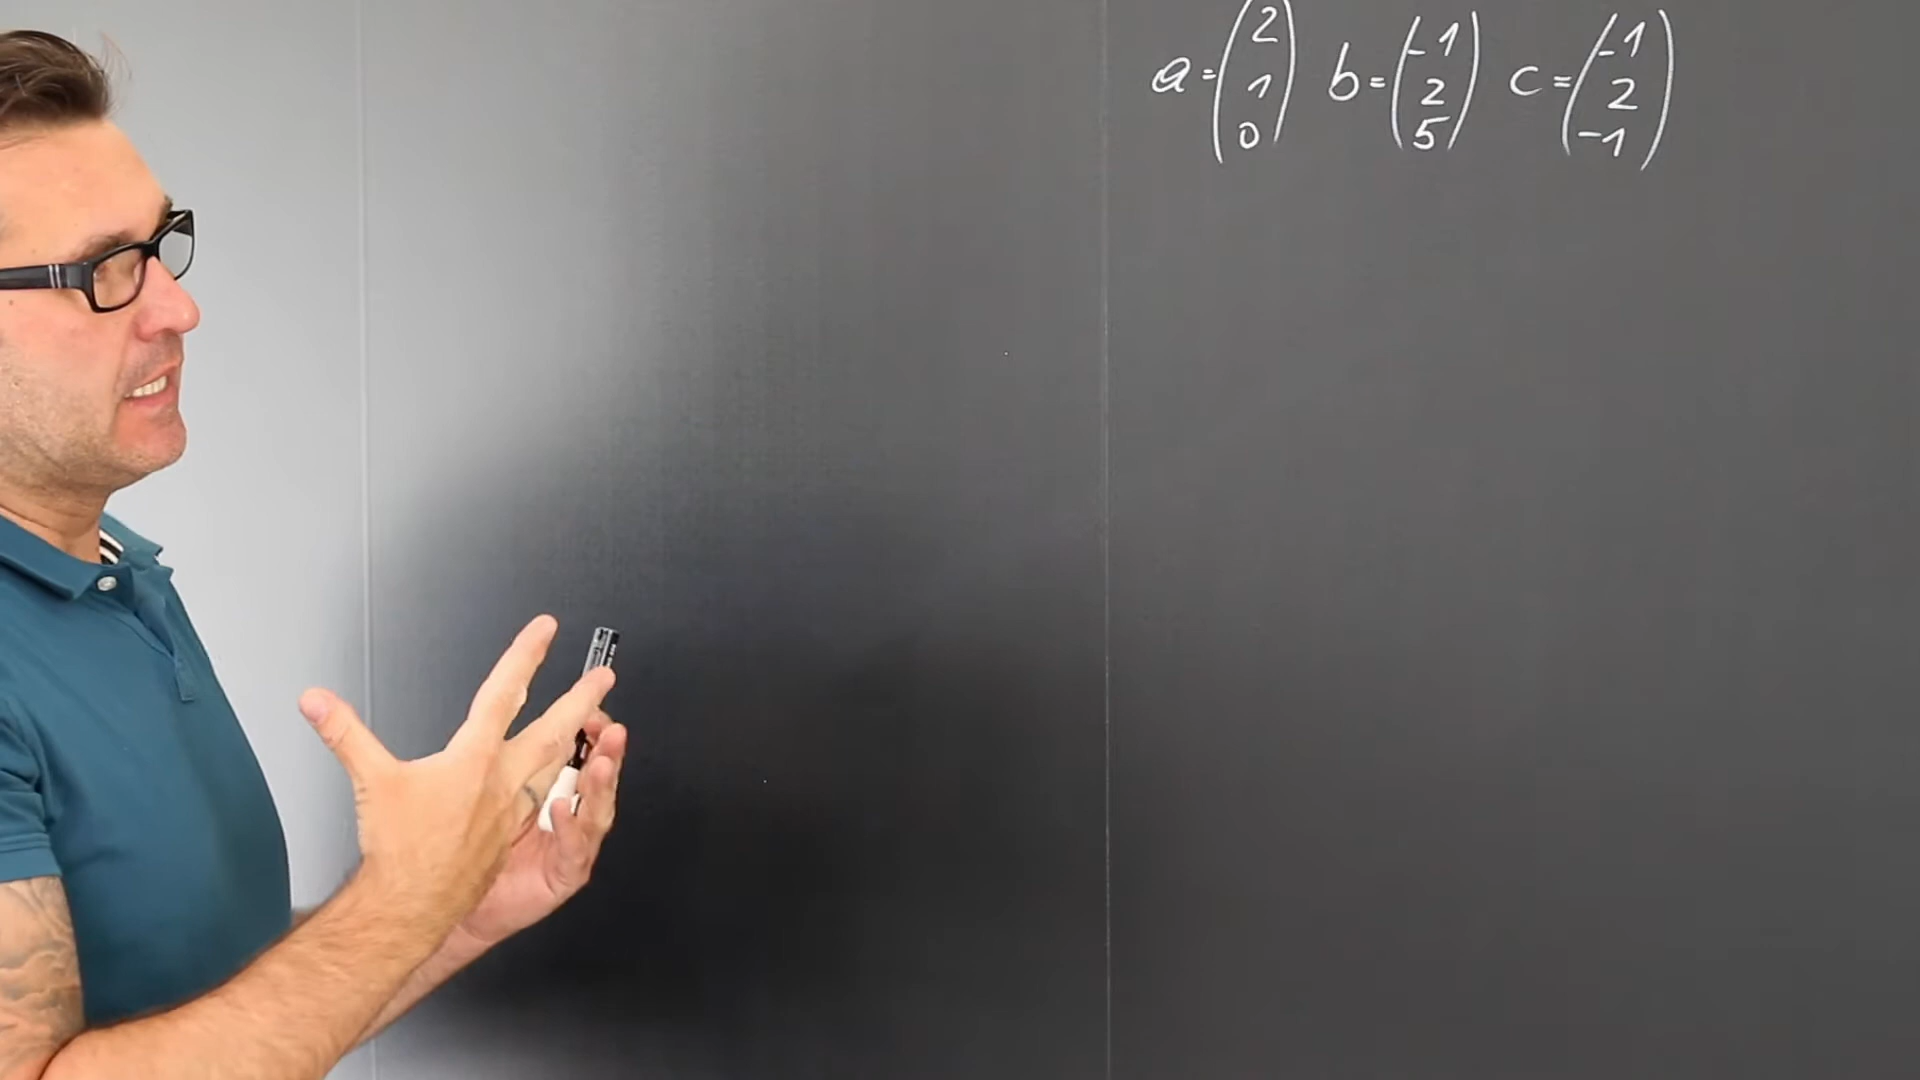 a = (2 1 0) b = (-1 2 5) c = (-1 2 -1)